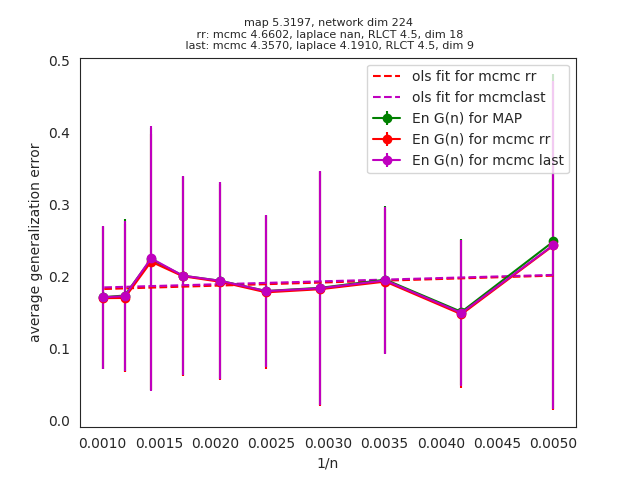 map 5.3197, network dim 224
rr: mcmc 4.6602, laplace nan, RLCT 4.5, dim 18
last: mcmc 4.3570, laplace 4.1910, RLCT 4.5, dim 9
0.5
0.4
0.3
0.2
0.1
0.0
average generalization error
ols fit for mcmc rr
ols fit for mcmclast
En G(n) for MAP
En G(n) for mcmc rr
En G(n) for mcmc last
0.0010 0.0015 0.0020 0.0025 0.0030 0.0035 0.0040 0.0045 0.0050
1/n